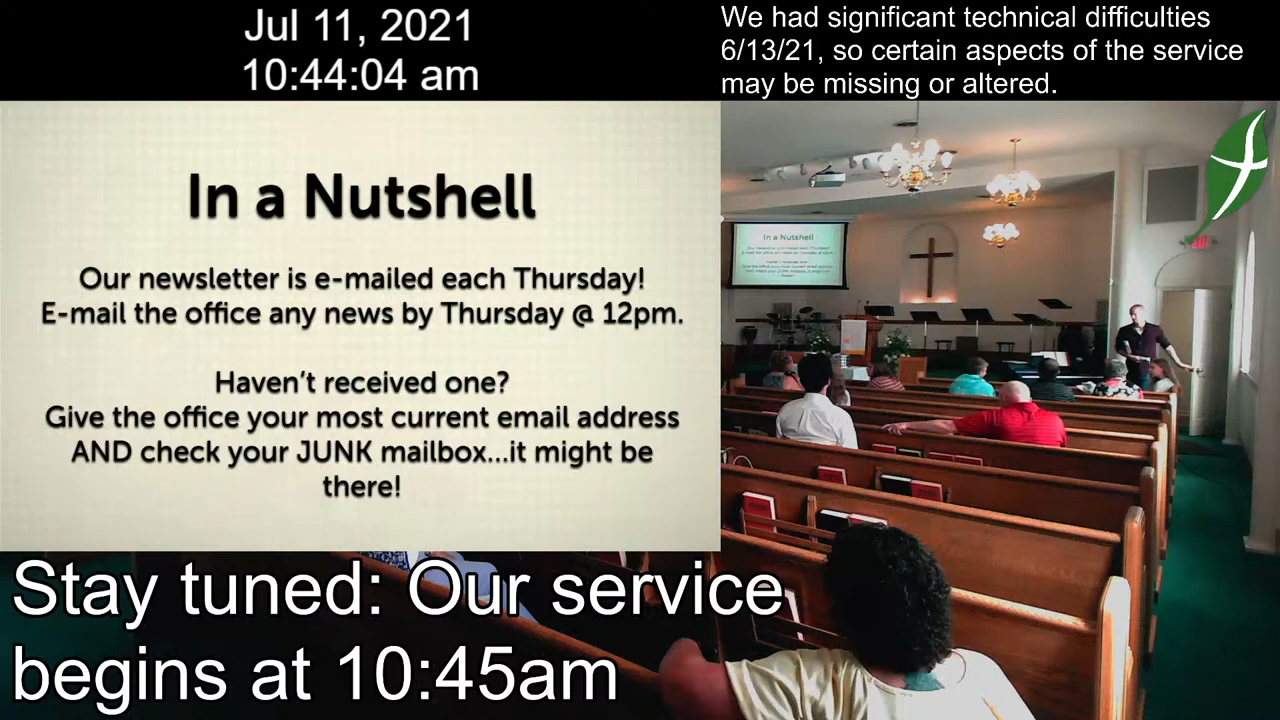 Jul 11, 2021
10:44:04 am
We had significant technical difficulties
6/13/21, so certain aspects of the service
may be missing or altered.
In a Nutshell
Our newsletter is e-mailed each Thursday!
E-mail the office any news by Thursday @ 12pm.
Haven't received one?
Give the office your most current email address
AND check your JUNK mailbox...it might be
there!
In a Nutshell
Stay tuned: Our service
begins at 10:45am